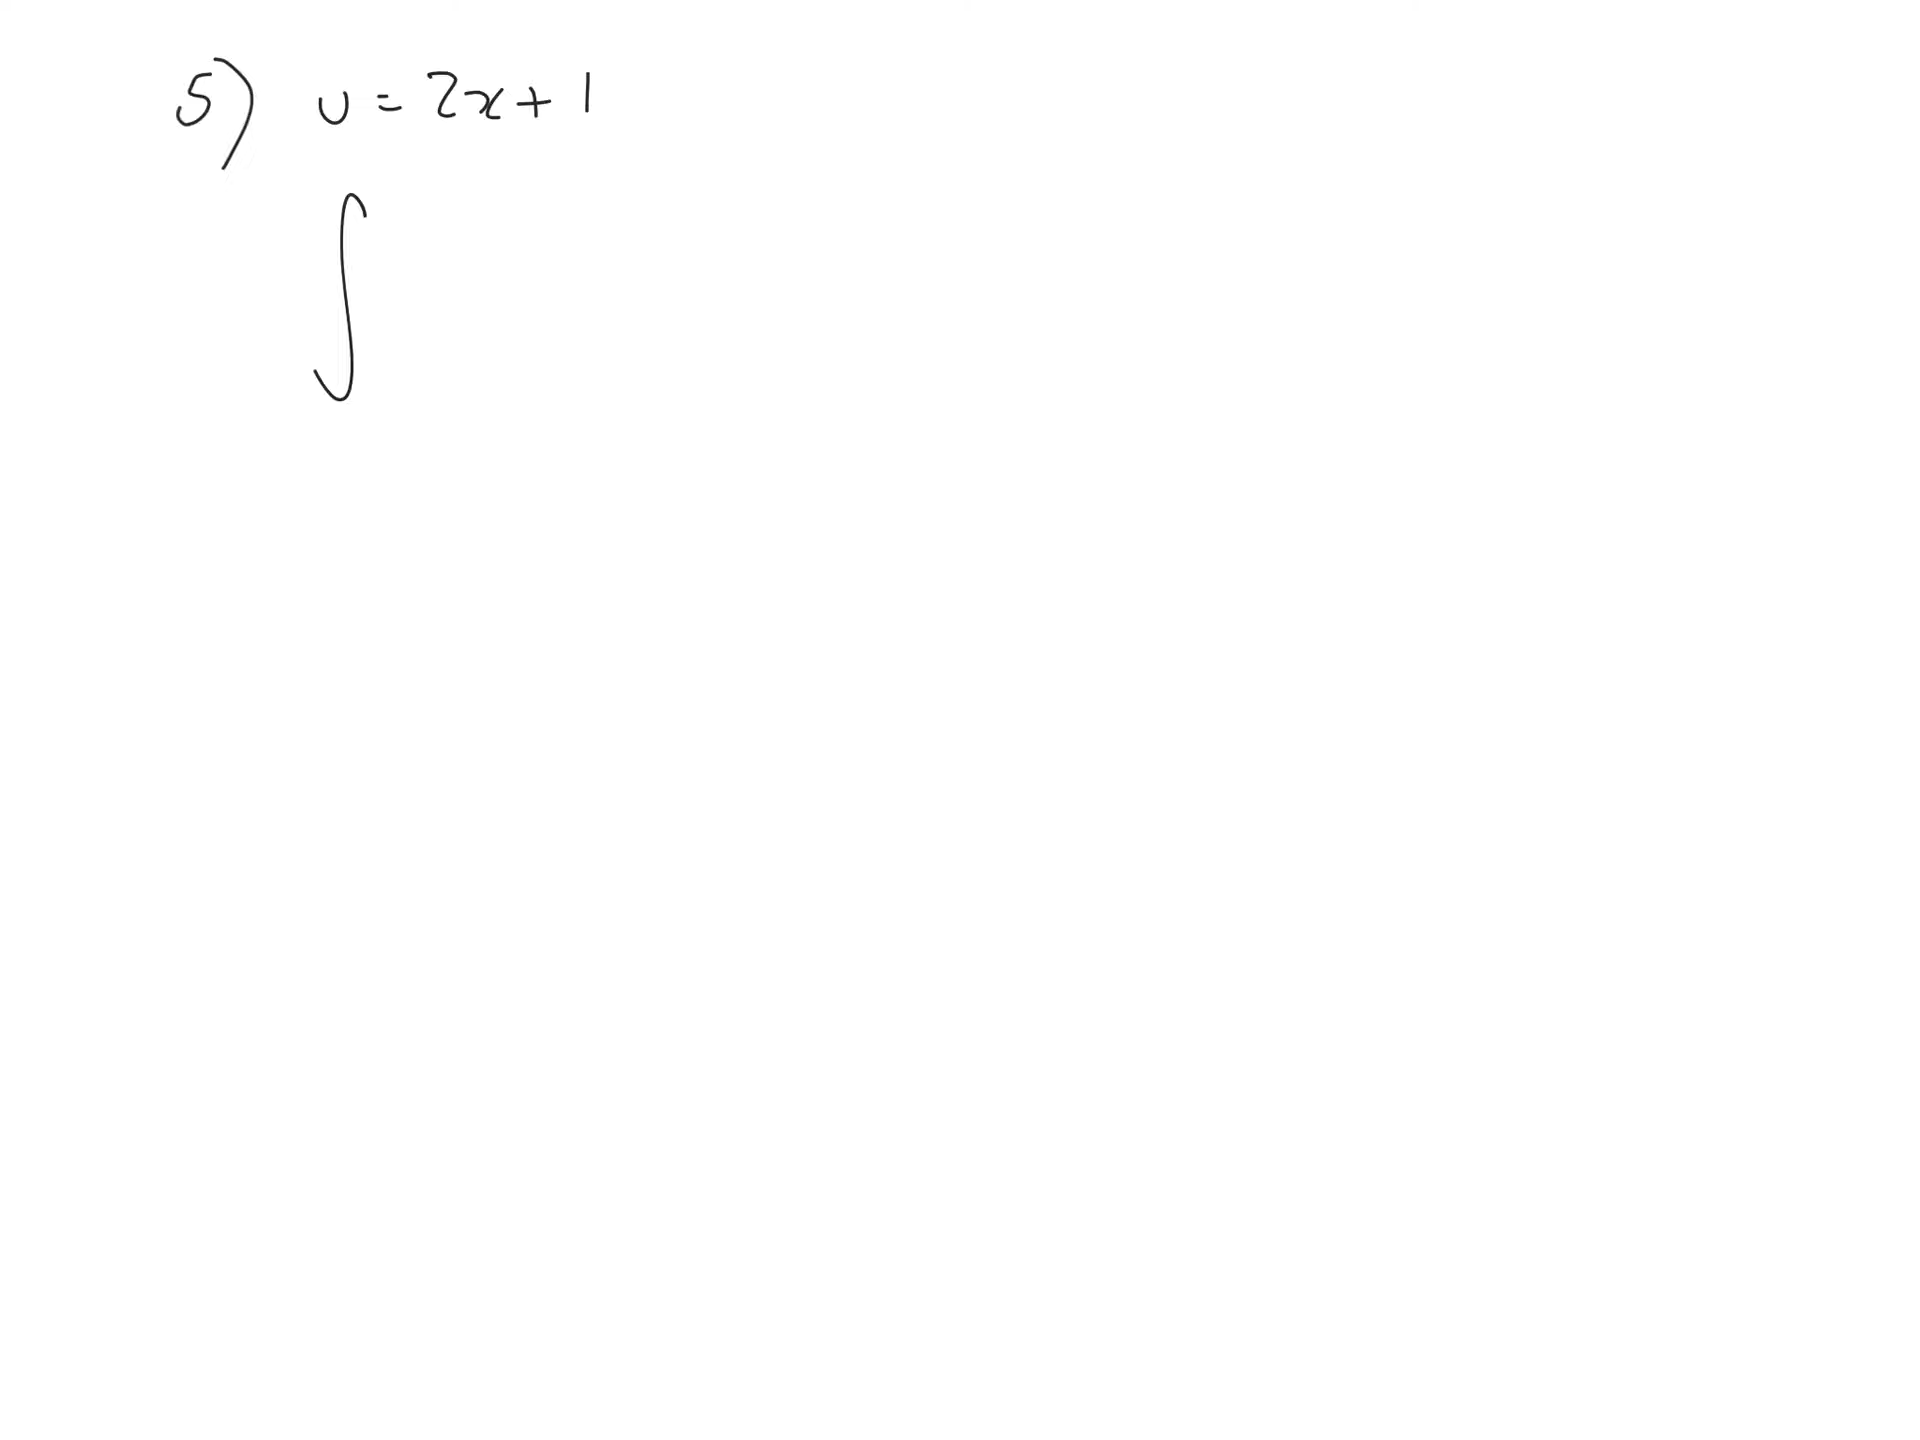 5) u = 2x + 1
∫